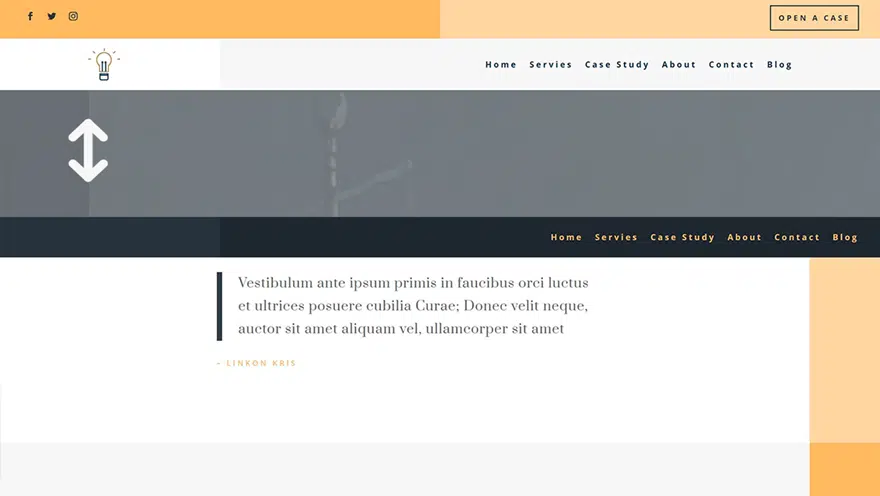 OPEN A CASE
Home Servies Case Study About Contact Blog
Home Servies Case Study About Contact Blog
Vestibulum ante ipsum primis in faucibus orci luctus
et ultrices posuere cubilia Curae; Donec velit neque,
auctor sit amet aliquam vel, ullamcorper sit amet
– LINKON KRIS